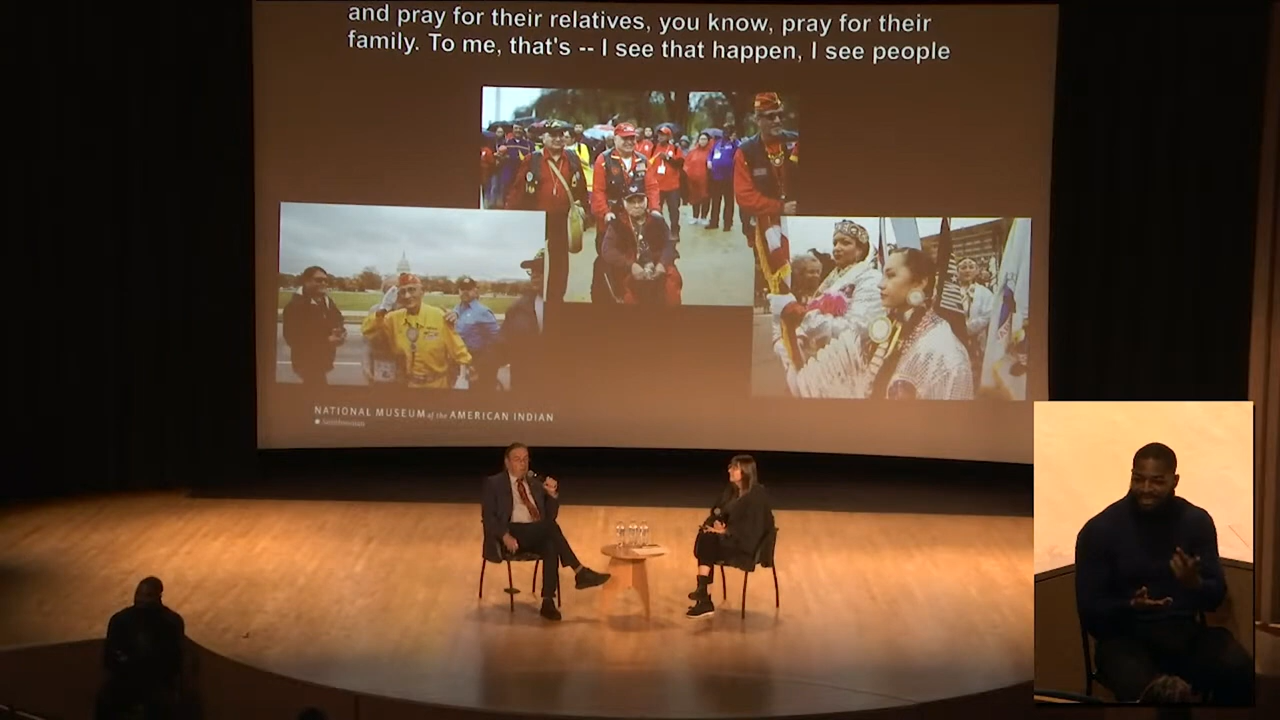 and pray for their relatives, you know, pray for their
family. To me, that's -- I see that happen, I see people
NATIONAL MUSEUM of the AMERICAN INDIAN
Smithsonian